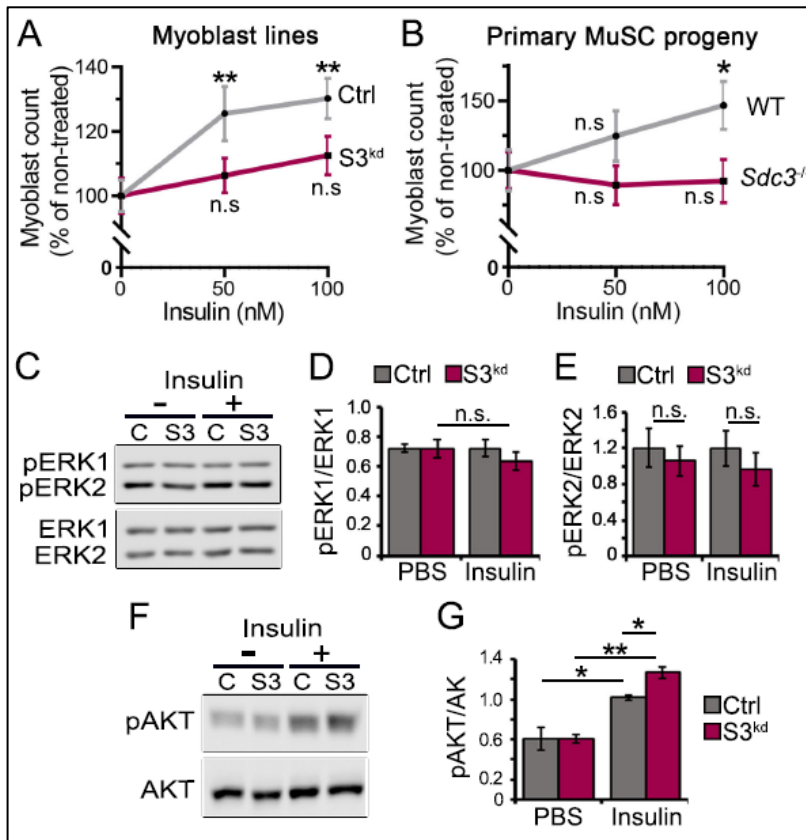 A
Myoblast lines
Myoblast count
(% of non-treated)
130
120
110
100
0
**
**
Ctrl
S3kd
n.s
n.s
0
50
100
Insulin (nM)
B
Primary MuSC progeny
Myoblast count
(% of non-treated)
150
100
0
*
n.s
WT
Sdc3-/-
n.s
n.s
0
50
100
Insulin (nM)
C
Insulin
- +
C S3 C S3
pERK1
pERK2
ERK1
ERK2
D
Ctrl S3kd
pERK1/ERK1
1
0.8
0.6
0.4
0.2
0
n.s.
PBS Insulin
E
Ctrl S3kd
pERK2/ERK2
1.6
1.2
0.8
0.4
0
n.s.
n.s.
PBS Insulin
F
Insulin
- +
C S3 C S3
pAKT
AKT
G
pAKT/AK
1.4
1
0.6
0.2
0
*
**
*
Ctrl
S3kd
PBS Insulin